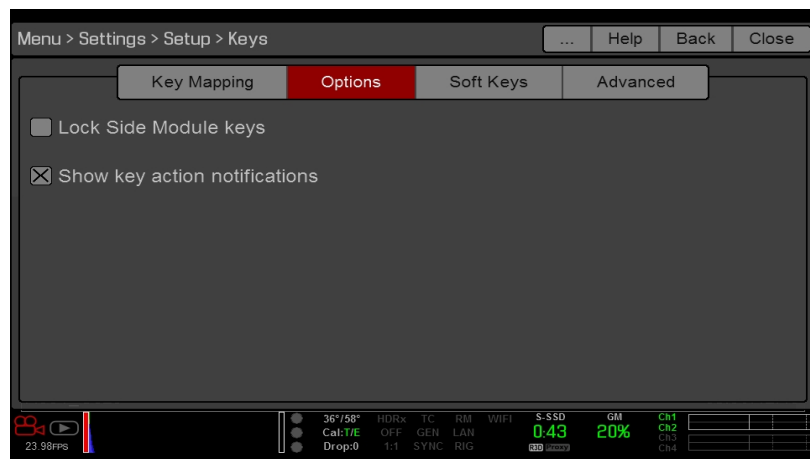 Menu > Settings > Setup > Keys ... Help Back Close
Key Mapping Options Soft Keys Advanced
Lock Side Module keys
Show key action notifications
36°/58° HDRx TC RM WIFI S-SSD GM Ch1
Cal:T/E OFF GEN LAN 0:43 20% Ch2
23.98FPS Drop:0 1:1 SYNC RIG R3D Proxy Ch3
Ch4